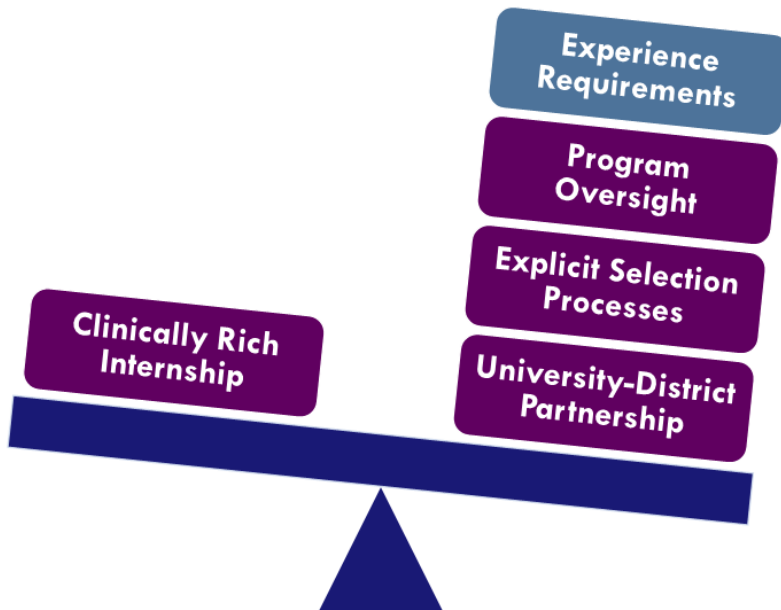 Experience
Requirements
Program
Oversight
Explicit Selection
Processes
University-District
Partnership
Clinically Rich
Internship